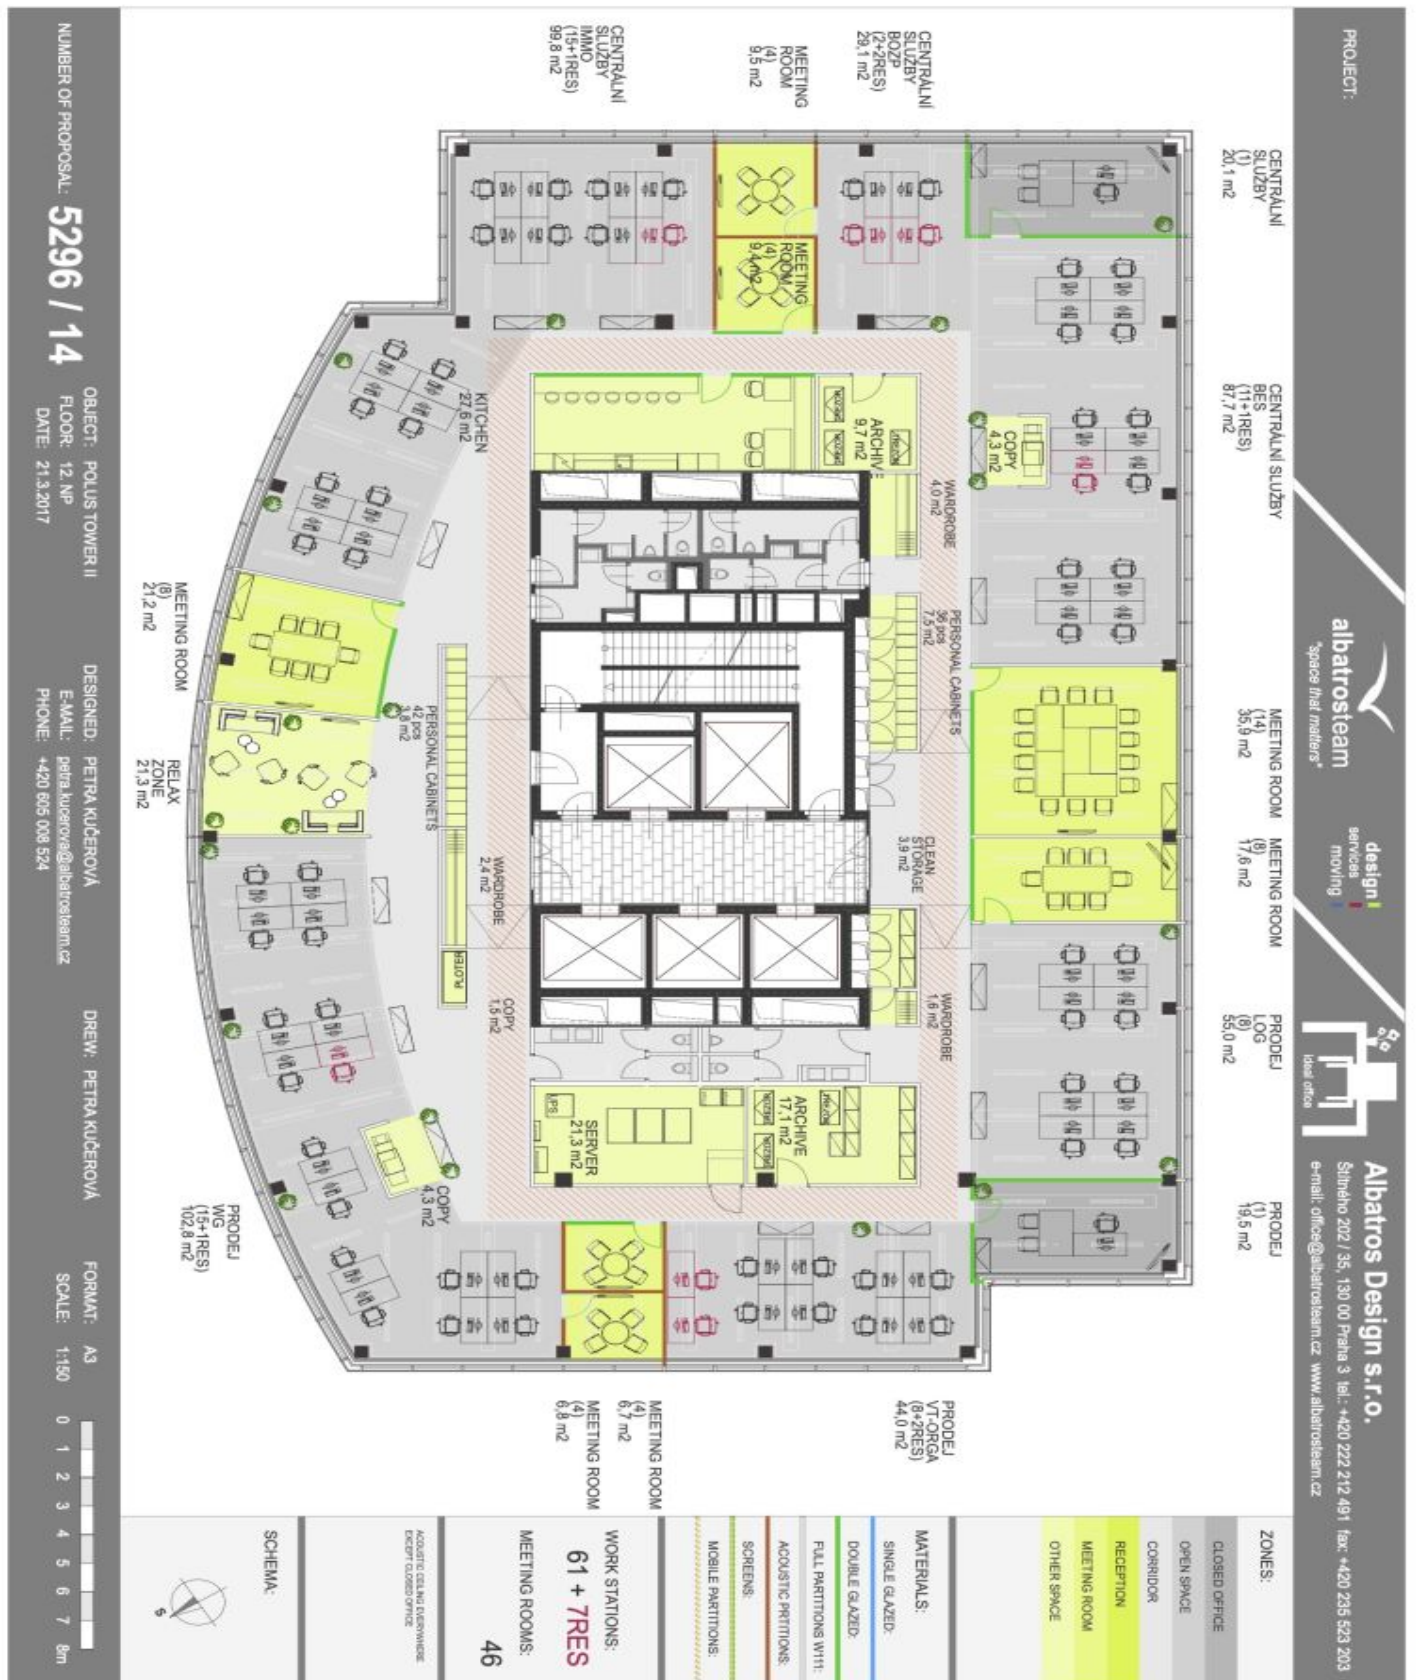 PROJECT:
albatrosteam
"space that matters"
design
services
moving
ideal office
Albatros Design s.r.o.
Štítného 202 / 35, 130 00 Praha 3 tel.: +420 222 212 491 fax: +420 235 523 203
e-mail: office@albatrosteam.cz www.albatrosteam.cz
CENTRÁLNÍ
SLUŽBY
(1)
20,1 m2
CENTRÁLNÍ SLUŽBY
BES
(11+1RES)
87,7 m2
MEETING ROOM
(14)
35,9 m2
MEETING ROOM
(8)
17,6 m2
PRODEJ
LOG
(8)
55,0 m2
PRODEJ
(1)
19,5 m2
CENTRÁLNÍ
SLUŽBY
BOZP
(2+2RES)
29,1 m2
MEETING
ROOM
(4)
9,5 m2
CENTRÁLNÍ
SLUŽBY
IMMO
(15+1RES)
99,8 m2
MEETING
ROOM
(4)
9,4 m2
COPY
4,3 m2
ARCHIVE
9,7 m2
WARDROBE
4,0 m2
PERSONAL CABINETS
36 pcs
7,5 m2
CLEAN
STORAGE
3,9 m2
WARDROBE
1,6 m2
KITCHEN
27,6 m2
ARCHIVE
17,1 m2
SERVER
21,3 m2
UPS
PERSONAL CABINETS
42 pcs
3,8 m2
WARDROBE
2,4 m2
PLOTER
COPY
1,5 m2
COPY
4,3 m2
MEETING ROOM
(8)
21,2 m2
RELAX
ZONE
21,3 m2
PRODEJ
WG
(15+1RES)
102,8 m2
PRODEJ
VT-ORGA
(8+2RES)
44,0 m2
MEETING ROOM
(4)
6,7 m2
MEETING ROOM
(4)
6,8 m2
ZONES:
CLOSED OFFICE
OPEN SPACE
CORRIDOR
RECEPTION
MEETING ROOM
OTHER SPACE
MATERIALS:
SINGLE GLAZED:
DOUBLE GLAZED:
FULL PARTITIONS W111:
ACOUSTIC PRTITIONS:
SCREENS:
MOBILE PARTITIONS:
WORK STATIONS:
61 + 7RES
MEETING ROOMS:
46
ACOUSTIC CEILING EVERYWHERE
EXCEPT CLOSED OFFICE
SCHEMA:
S
NUMBER OF PROPOSAL: 5296 / 14
OBJECT: POLUS TOWER II
FLOOR: 12.NP
DATE: 21.3.2017
DESIGNED: PETRA KUČEROVÁ
E-MAIL: petra.kucerova@albatrosteam.cz
PHONE: +420 605 008 524
DREW: PETRA KUČEROVÁ
FORMAT: A3
SCALE: 1:150
0 1 2 3 4 5 6 7 8m